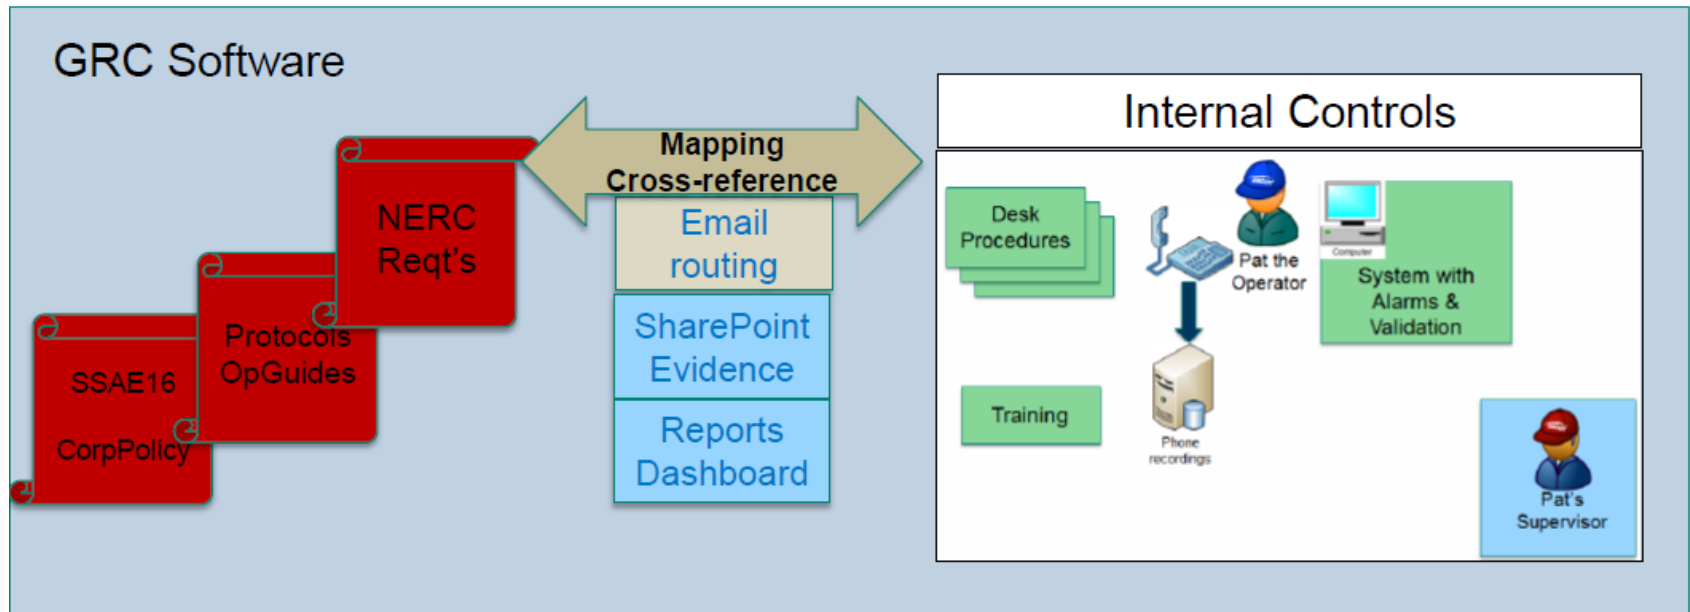 GRC Software
Internal Controls
Mapping
Cross-reference
Email
routing
SharePoint
Evidence
Reports
Dashboard
NERC
Reqt's
Protocols
OpGuides
SSAE16
CorpPolicy
Desk
Procedures
Pat the
Operator
Computer
System with
Alarms &
Validation
Training
Phone
recordings
Pat's
Supervisor